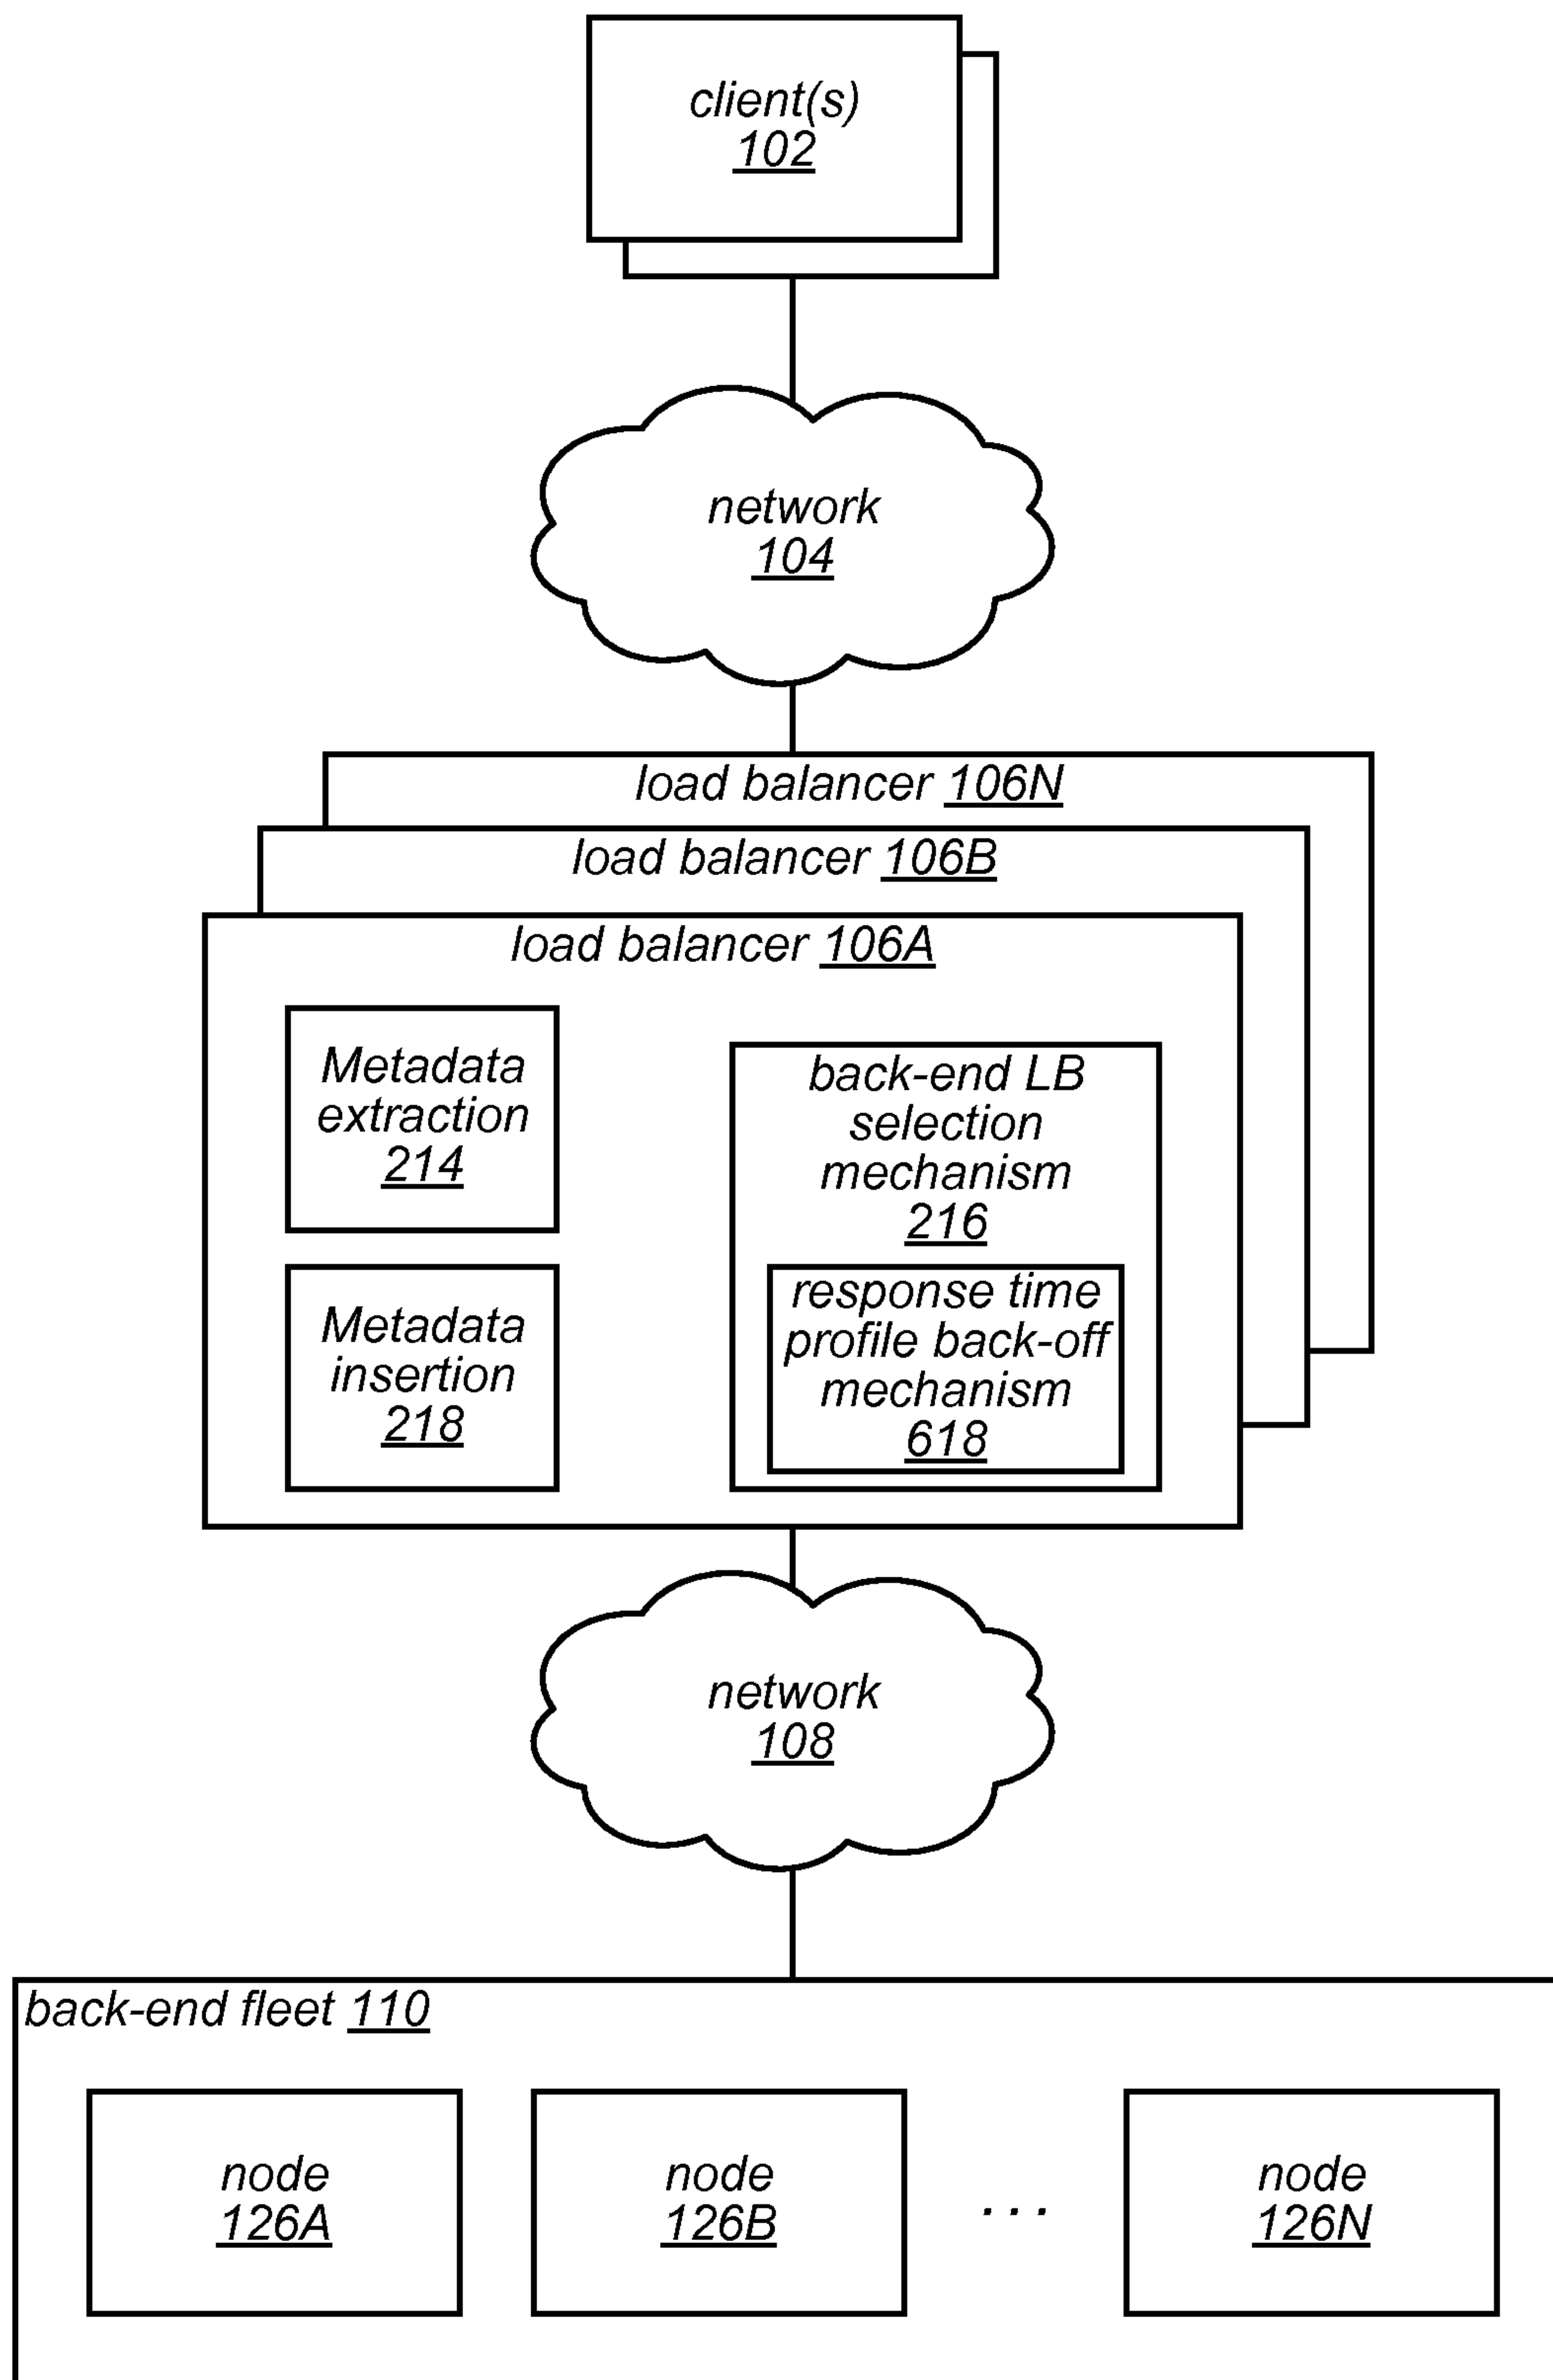 client(s)
102
network
104
load balancer 106N
load balancer 106B
load balancer 106A
Metadata
extraction
214
Metadata
insertion
218
back-end LB
selection
mechanism
216
response time
profile back-off
mechanism
618
network
108
back-end fleet 110
node
126A
node
126B
. . .
node
126N